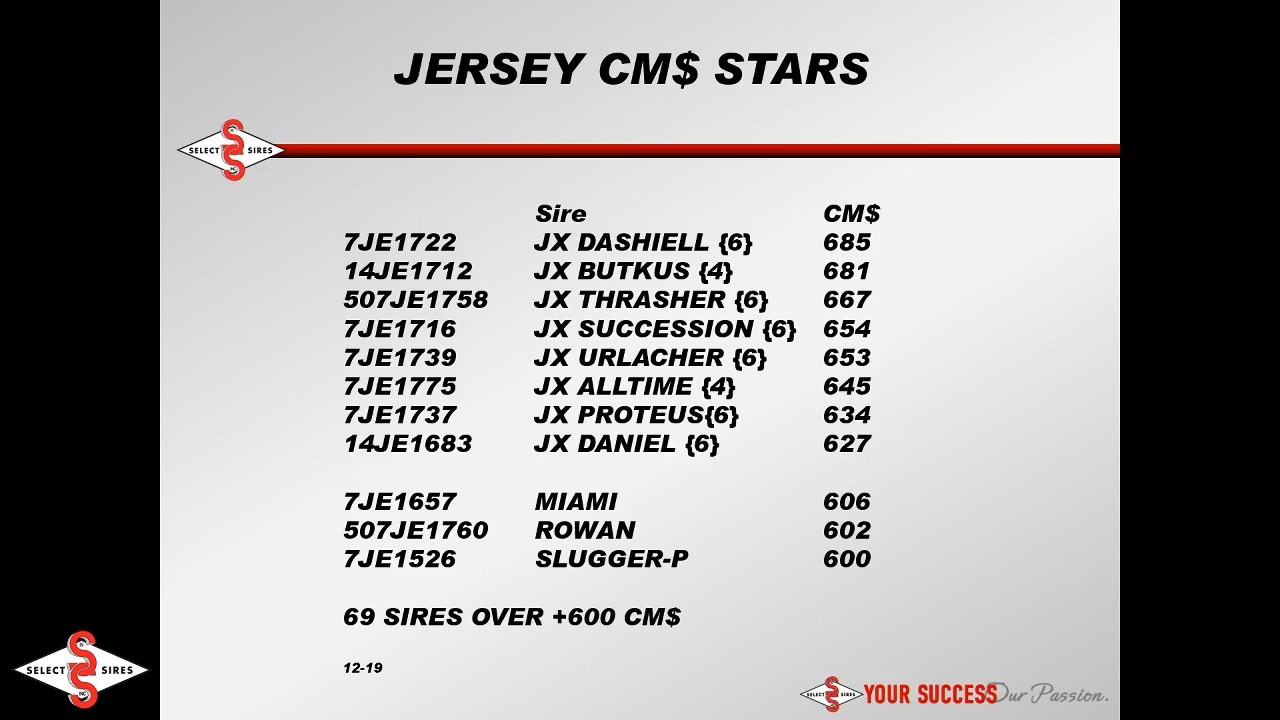 JERSEY CM$ STARS
SELECT SIRES INC
Sire CM$
7JE1722 JX DASHIELL {6} 685
14JE1712 JX BUTKUS {4} 681
507JE1758 JX THRASHER {6} 667
7JE1716 JX SUCCESSION {6} 654
7JE1739 JX URLACHER {6} 653
7JE1775 JX ALLTIME {4} 645
7JE1737 JX PROTEUS{6} 634
14JE1683 JX DANIEL {6} 627
7JE1657 MIAMI 606
507JE1760 ROWAN 602
7JE1526 SLUGGER-P 600
69 SIRES OVER +600 CM$
12-19
SELECT SIRES INC
SELECT SIRES YOUR SUCCESS Our Passion.